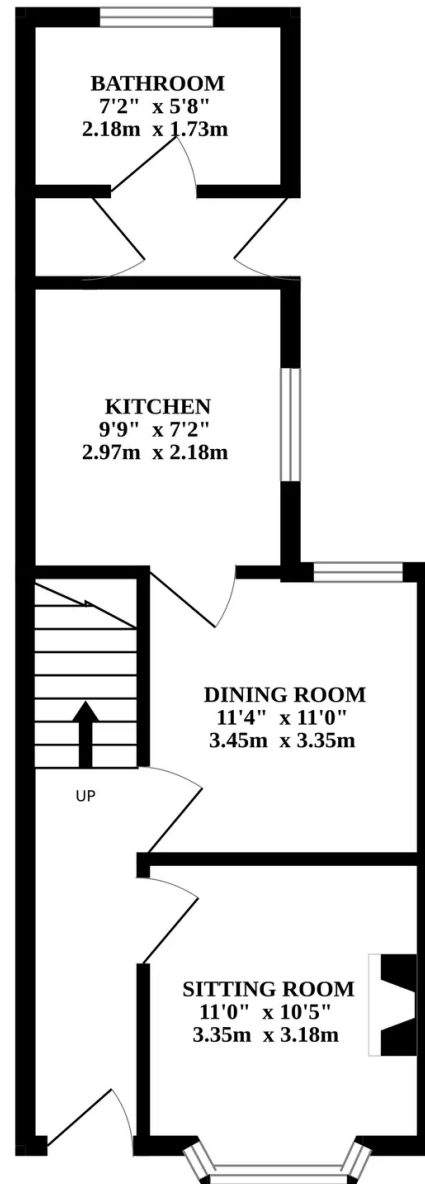 BATHROOM
7'2" x 5'8"
2.18m x 1.73m
KITCHEN
9'9" x 7'2"
2.97m x 2.18m
DINING ROOM
11'4" x 11'0"
3.45m x 3.35m
UP
SITTING ROOM
11'0" x 10'5"
3.35m x 3.18m